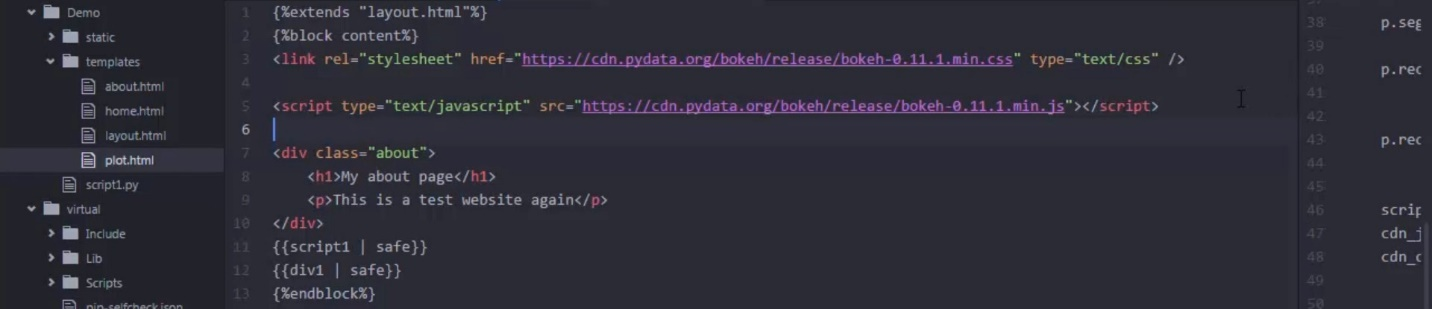 Demo
static
templates
about.html
home.html
layout.html
plot.html
script1.py
virtual
Include
Lib
Scripts
pip-selfcheck.json
1 {%extends "layout.html"%}
2 {%block content%}
3 <link rel="stylesheet" href="https://cdn.pydata.org/bokeh/release/bokeh-0.11.1.min.css" type="text/css" />
4
5 <script type="text/javascript" src="https://cdn.pydata.org/bokeh/release/bokeh-0.11.1.min.js"></script>
6
7 <div class="about">
8     <h1>My about page</h1>
9     <p>This is a test website again</p>
10 </div>
11 {{script1 | safe}}
12 {{div1 | safe}}
13 {%endblock%}
38 p.seg
39
40 p.rec
41
42
43 p.rec
44
45
46 scrip
47 cdn_j
48 cdn_c
49
50